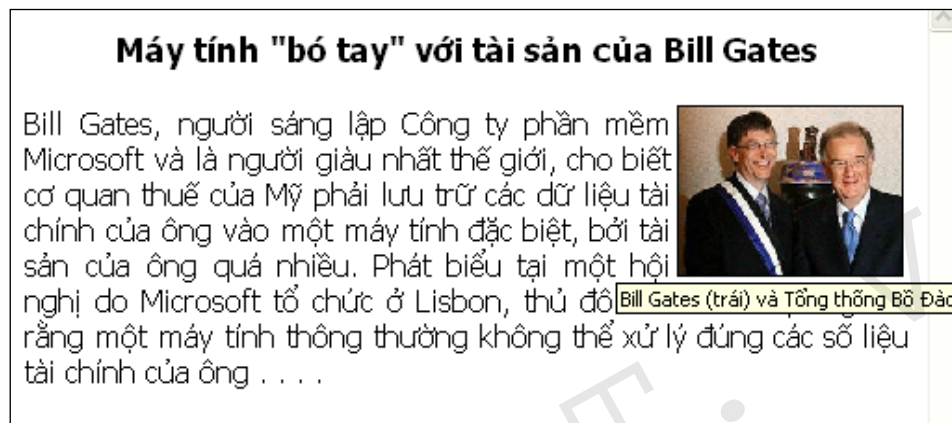 Máy tính "bó tay" với tài sản của Bill Gates
Bill Gates, người sáng lập Công ty phần mềm
Microsoft và là người giàu nhất thế giới, cho biết
cơ quan thuế của Mỹ phải lưu trữ các dữ liệu tài
chính của ông vào một máy tính đặc biệt, bởi tài
sản của ông quá nhiều. Phát biểu tại một hội
nghị do Microsoft tổ chức ở Lisbon, thủ đô
Bill Gates (trái) và Tổng thống Bồ Đào
rằng một máy tính thông thường không thể xử lý đúng các số liệu
tài chính của ông . . . .
T.V